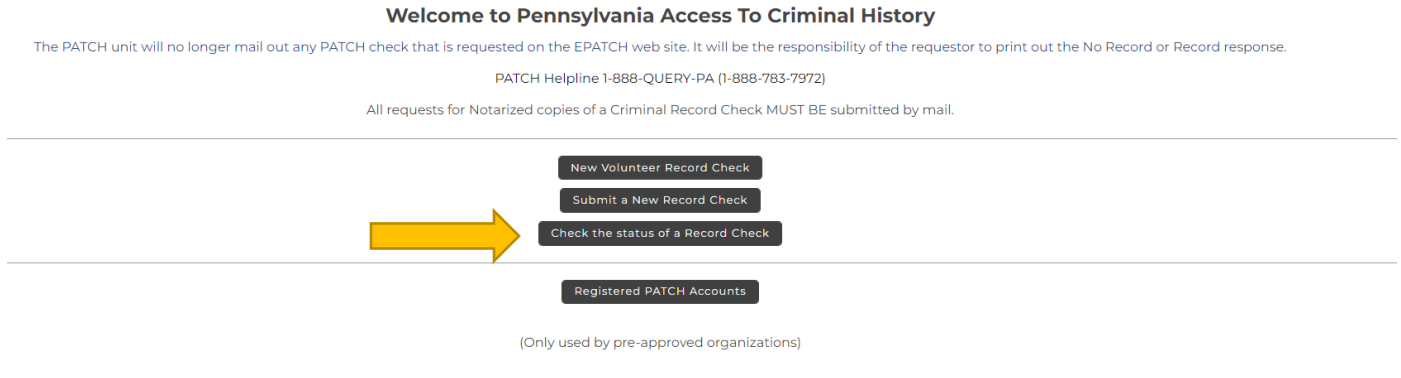 Welcome to Pennsylvania Access To Criminal History
The PATCH unit will no longer mail out any PATCH check that is requested on the EPATCH web site. It will be the responsibility of the requestor to print out the No Record or Record response.
PATCH Helpline 1-888-QUERY-PA (1-888-783-7972)
All requests for Notarized copies of a Criminal Record Check MUST BE submitted by mail.
New Volunteer Record Check
Submit a New Record Check
Check the status of a Record Check
Registered PATCH Accounts
(Only used by pre-approved organizations)